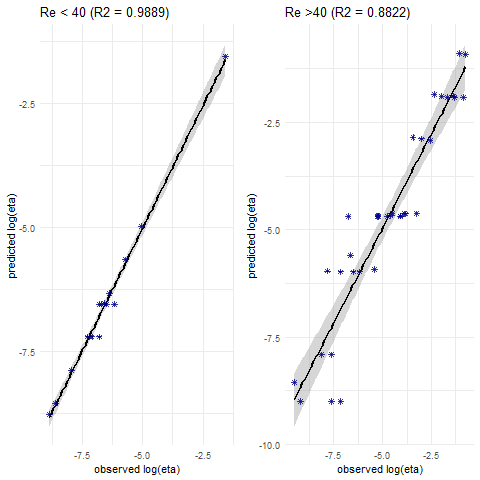 Re < 40 (R2 = 0.9889)
predicted log(eta)
-2.5
-5.0
-7.5
-7.5 -5.0 -2.5
observed log(eta)
Re >40 (R2 = 0.8822)
predicted log(eta)
-2.5
-5.0
-7.5
-10.0
-7.5 -5.0 -2.5
observed log(eta)